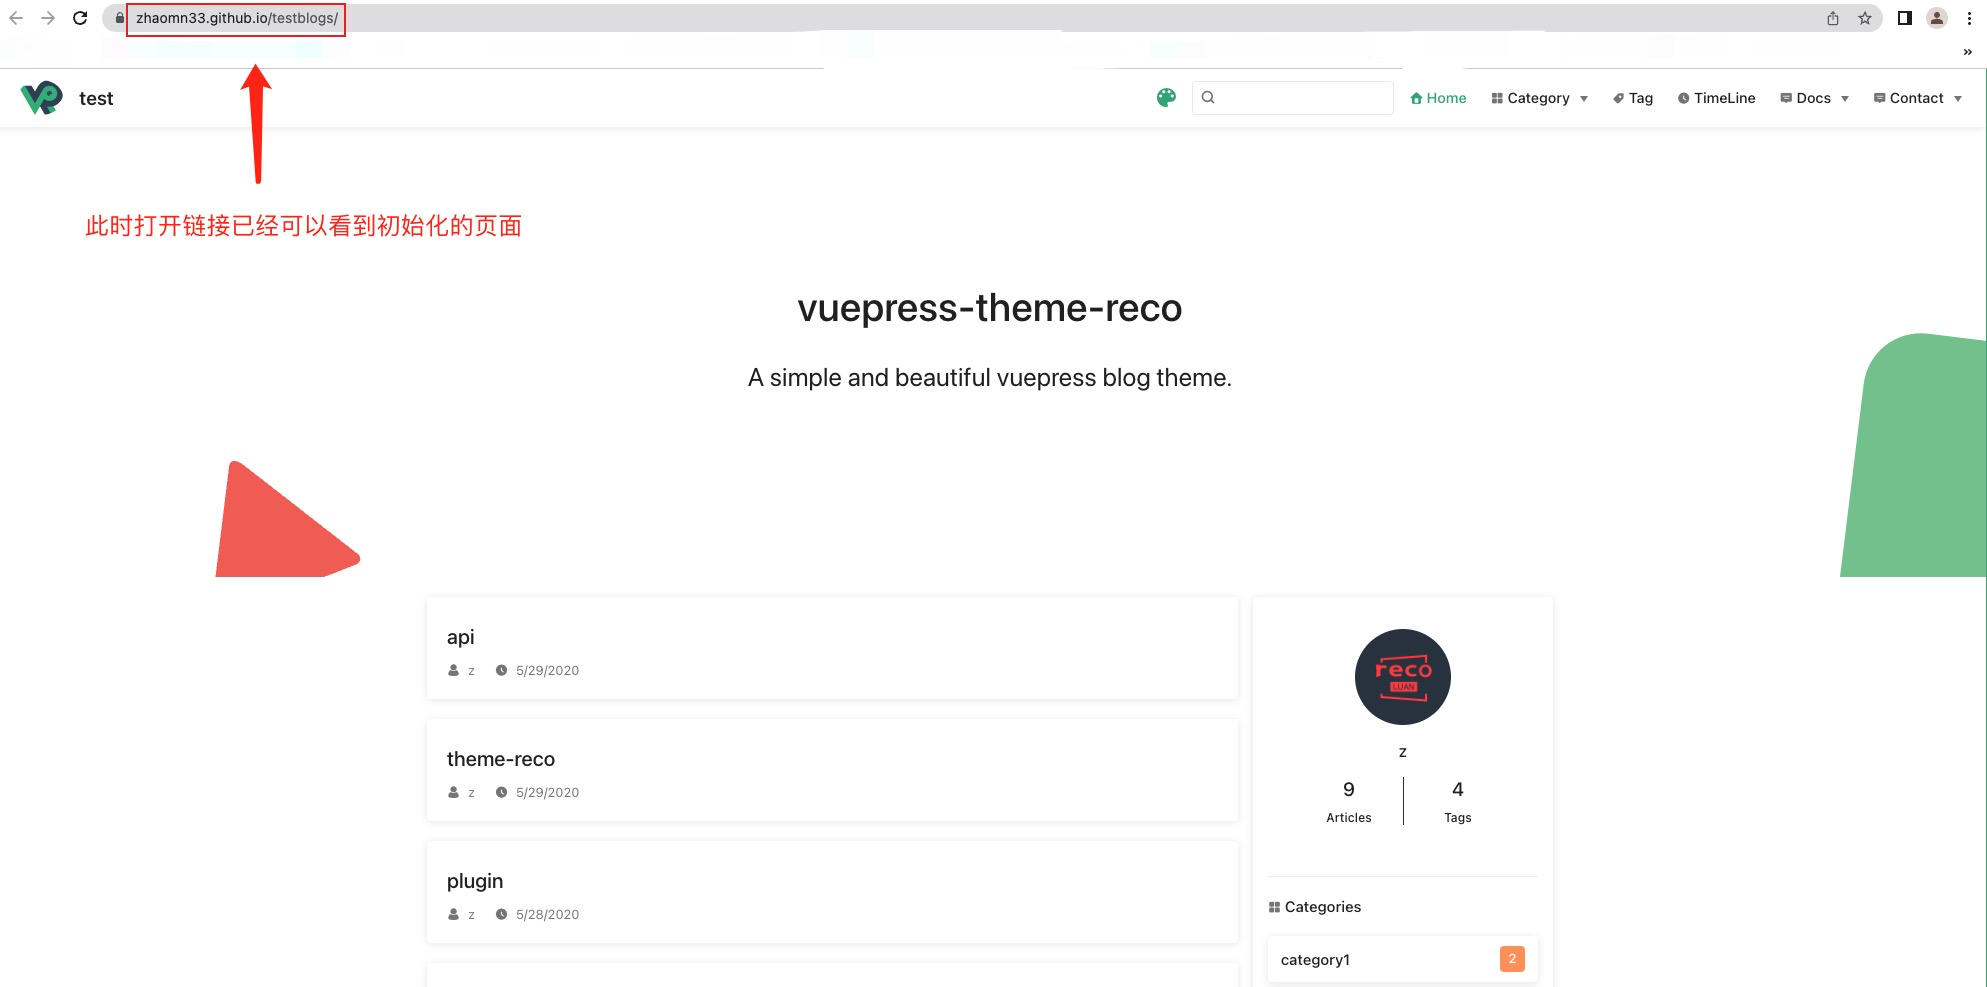 zhaomn33.github.io/testblogs/
»
test
Home
Category
Tag
TimeLine
Docs
Contact
此时打开链接已经可以看到初始化的页面
vuepress-theme-reco
A simple and beautiful vuepress blog theme.
api
z 5/29/2020
theme-reco
z 5/29/2020
plugin
z 5/28/2020
reco
LUAN
z
9 4
Articles Tags
Categories
category1 2